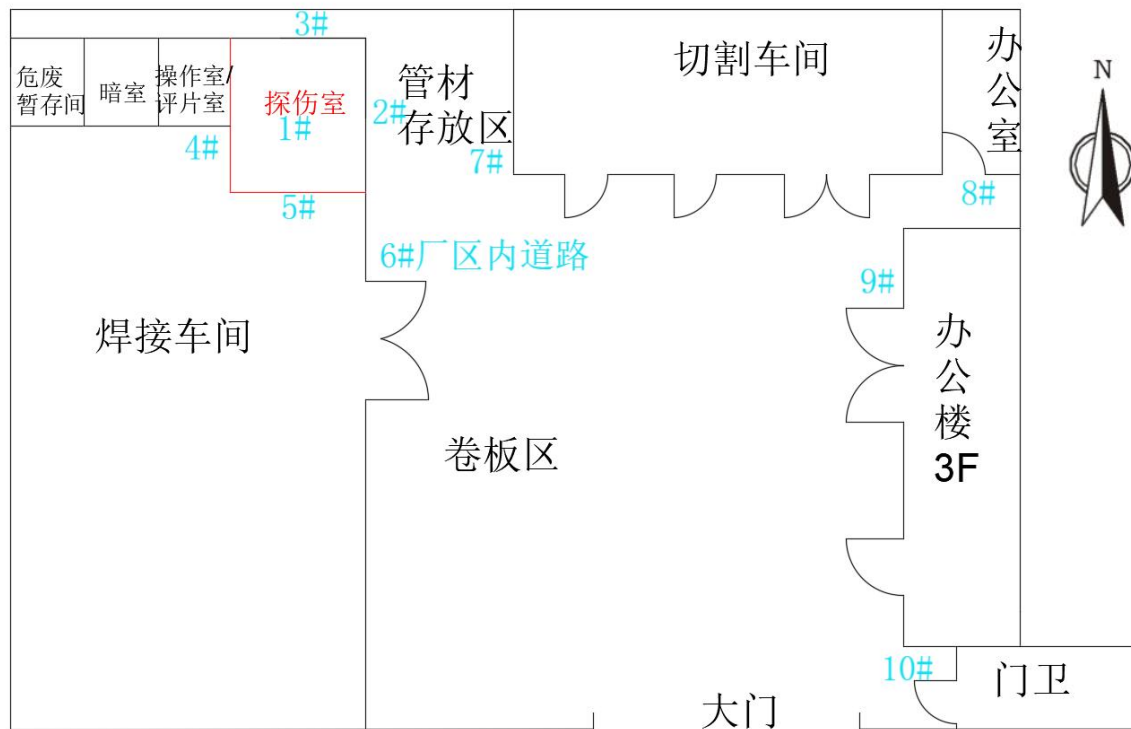 3#
危废
暂存间
暗室
操作室/
评片室
探伤室
1#
2#
管材
存放区
切割车间
办
公
室
N
4#
7#
8#
5#
6#厂区内道路
9#
焊接车间
办
公
楼
3F
卷板区
10#
门卫
大门